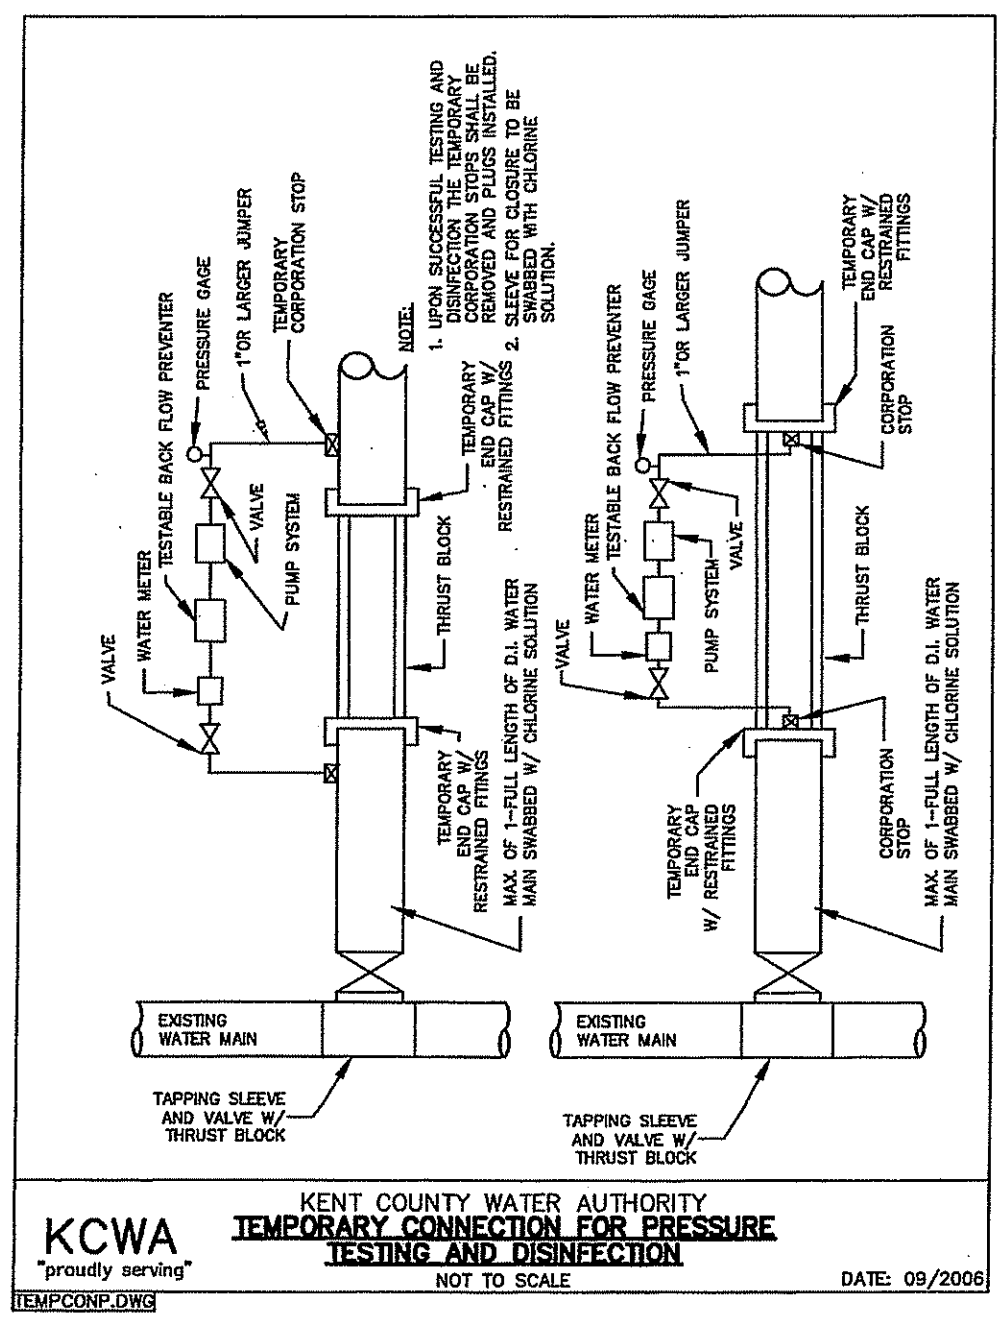 VALVE
WATER METER
TESTABLE BACK FLOW PREVENTER
PRESSURE GAGE
1"OR LARGER JUMPER
TEMPORARY
CORPORATION STOP
VALVE
PUMP SYSTEM
NOTE:
1. UPON SUCCESSFUL TESTING AND
DISINFECTION THE TEMPORARY
CORPORATION STOPS SHALL BE
REMOVED AND PLUGS INSTALLED.
2. SLEEVE FOR CLOSURE TO BE
SWABBED WITH CHLORINE
SOLUTION.
TEMPORARY
END CAP W/
RESTRAINED FITTINGS
THRUST BLOCK
TEMPORARY
END CAP W/
RESTRAINED FITINGS
MAX. OF 1-FULL LENGTH OF D.I. WATER
MAIN SWABBED W/ CHLORINE SOLUTION
EXISTING
WATER MAIN
TAPPING SLEEVE
AND VALVE W/
THRUST BLOCK
VALVE
WATER METER
TESTABLE BACK FLOW PREVENTER
PRESSURE GAGE
1"OR LARGER JUMPER
PUMP SYSTEM
VALVE
TEMPORARY
END CAP W/
RESTRAINED
FITTINGS
CORPORATION
STOP
THRUST BLOCK
TEMPORARY
END CAP
W/ RESTRAINED
FITTINGS
CORPORATION
STOP
MAX. OF 1-FULL LENGTH OF D.I. WATER
MAIN SWABBED W/ CHLORINE SOLUTION
EXISTING
WATER MAIN
TAPPING SLEEVE
AND VALVE W/
THRUST BLOCK
KCWA
"proudly serving"
KENT COUNTY WATER AUTHORITY
TEMPORARY CONNECTION FOR PRESSURE
TESTING AND DISINFECTION
NOT TO SCALE
DATE: 09/2006
TEMPCONP.DWG